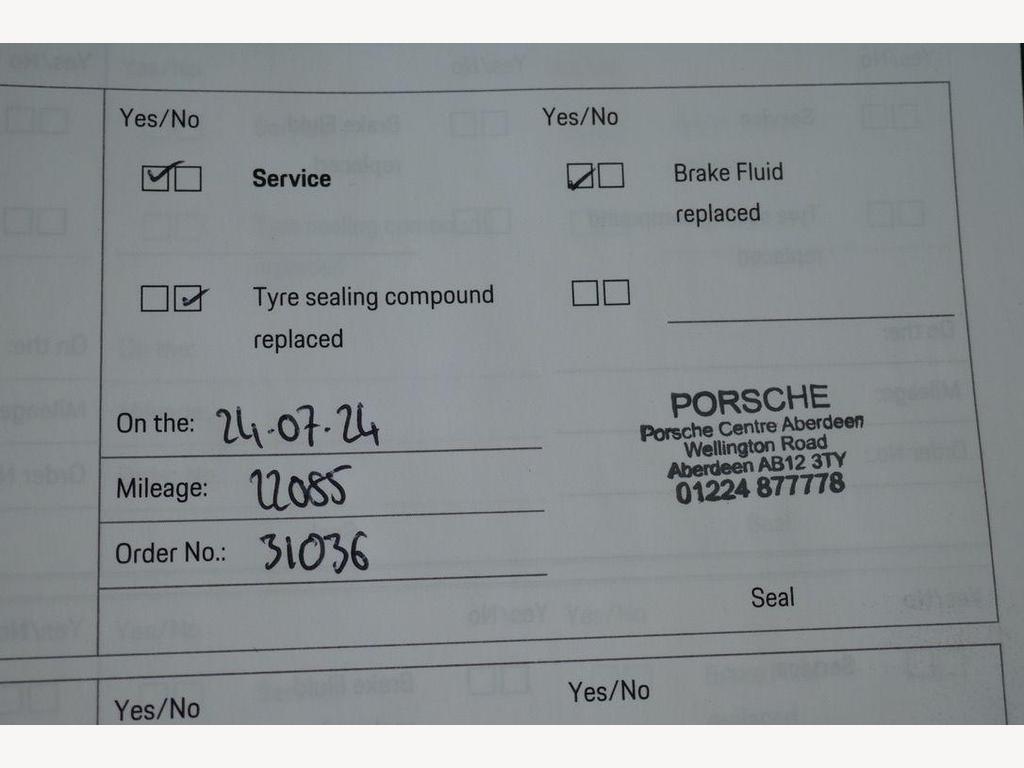 Yes/No
Yes/No
Service
Brake Fluid
replaced
Tyre sealing compound
replaced
On the: 24.07.24
Mileage: 22085
Order No.: 31036
PORSCHE
Porsche Centre Aberdeen
Wellington Road
Aberdeen AB12 3TY
01224 877778
Seal
Yes/No
Yes/No